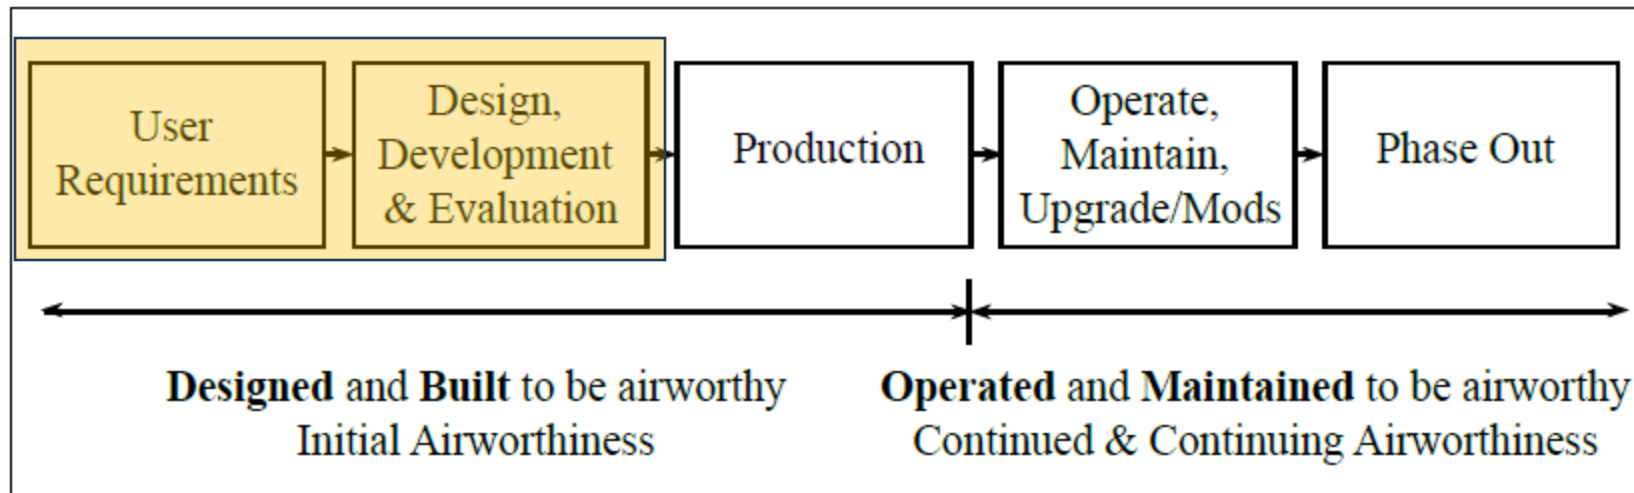 User
Requirements
Design,
Development
& Evaluation
Production
Operate,
Maintain,
Upgrade/Mods
Phase Out
Designed and Built to be airworthy
Initial Airworthiness
Operated and Maintained to be airworthy
Continued & Continuing Airworthiness